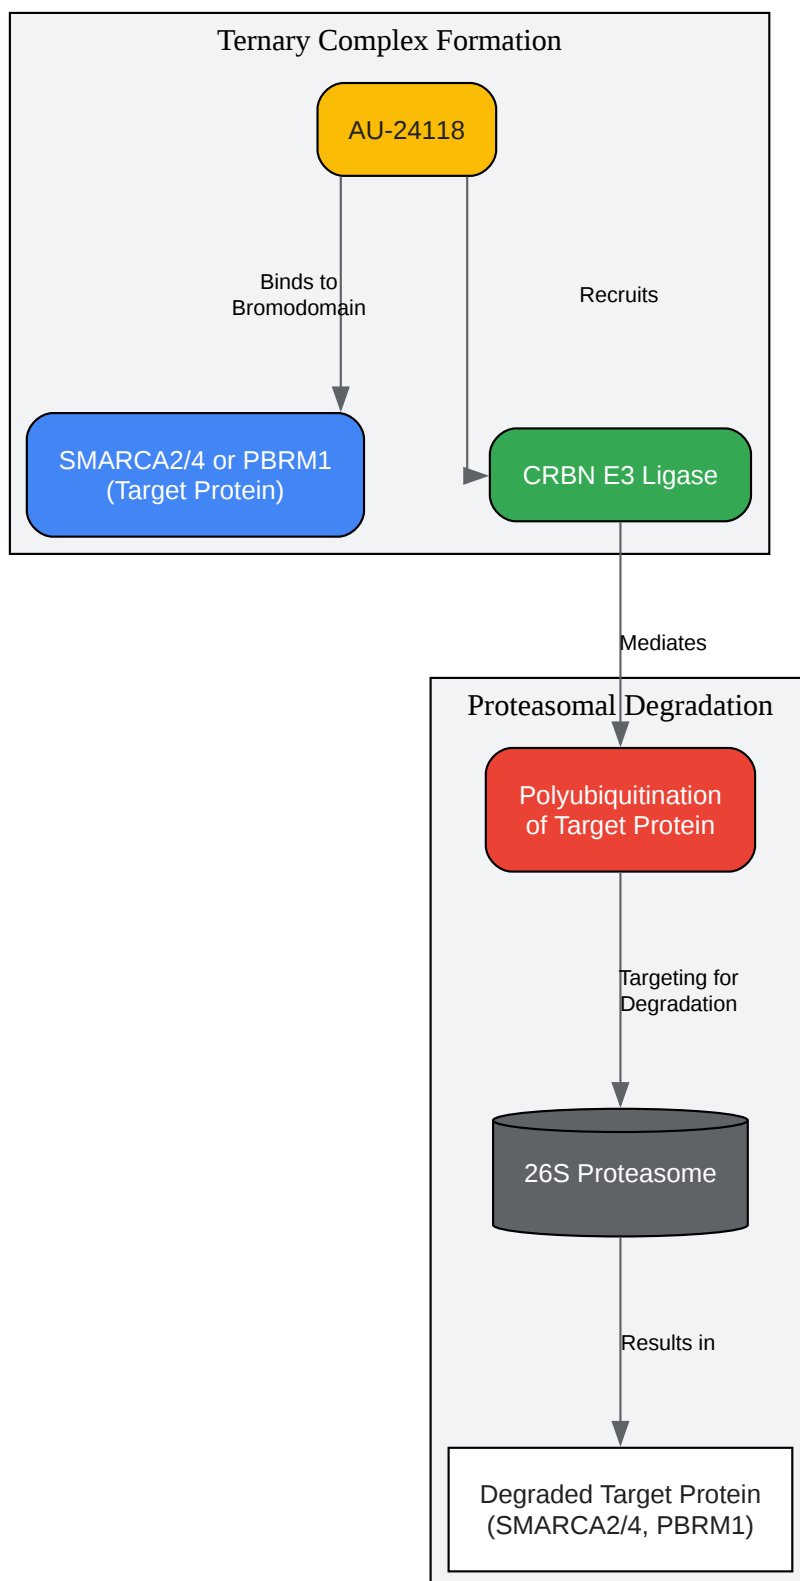 Ternary Complex Formation
AU-24118
Binds to
Bromodomain
Recruits
SMARCA2/4 or PBRM1
(Target Protein)
CRBN E3 Ligase
Mediates
Proteasomal Degradation
Polyubiquitination
of Target Protein
Targeting for
Degradation
26S Proteasome
Results in
Degraded Target Protein
(SMARCA2/4, PBRM1)